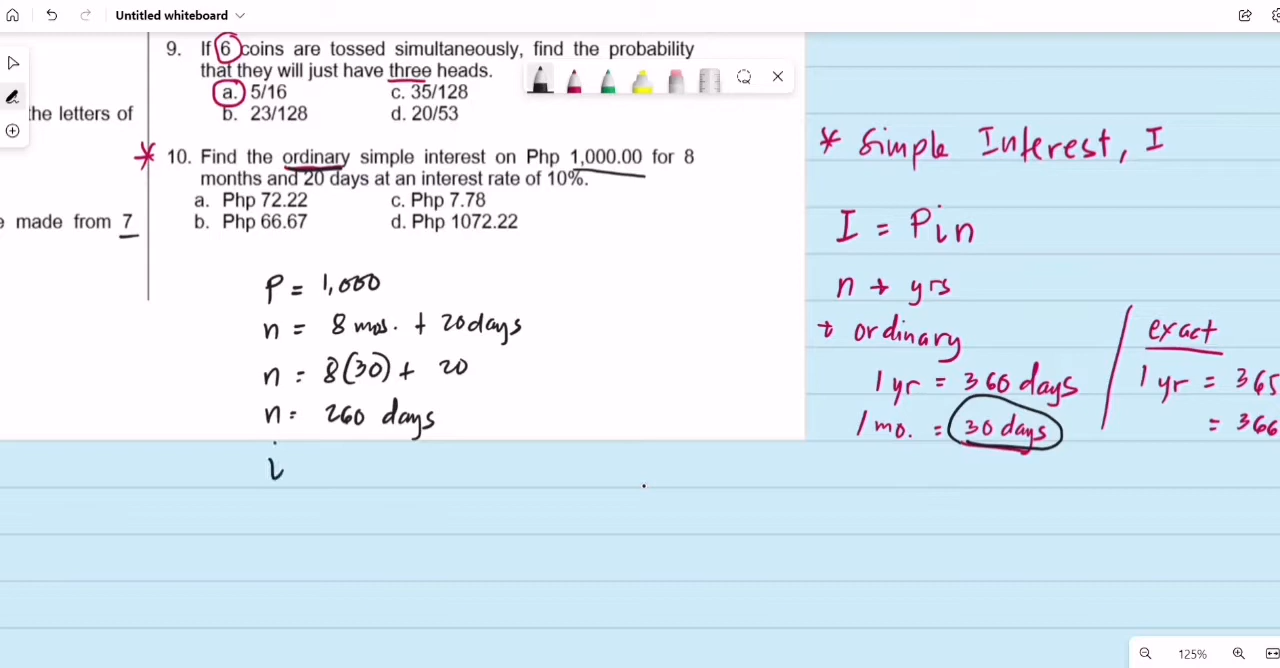 Untitled whiteboard
the letters of
made from 7
9. If 6 coins are tossed simultaneously, find the probability
that they will just have three heads.
a. 5/16 c. 35/128
b. 23/128 d. 20/53
* 10. Find the ordinary simple interest on Php 1,000.00 for 8
months and 20 days at an interest rate of 10%.
a. Php 72.22 c. Php 7.78
b. Php 66.67 d. Php 1072.22
P = 1,000
n = 8 mos. + 20 days
n = 8(30) + 20
n = 260 days
i
* Simple Interest, I
I = Pin
n → yrs
→ ordinary
1 yr = 360 days
1 mo. = 30 days
exact
1 yr = 365
= 366
125%